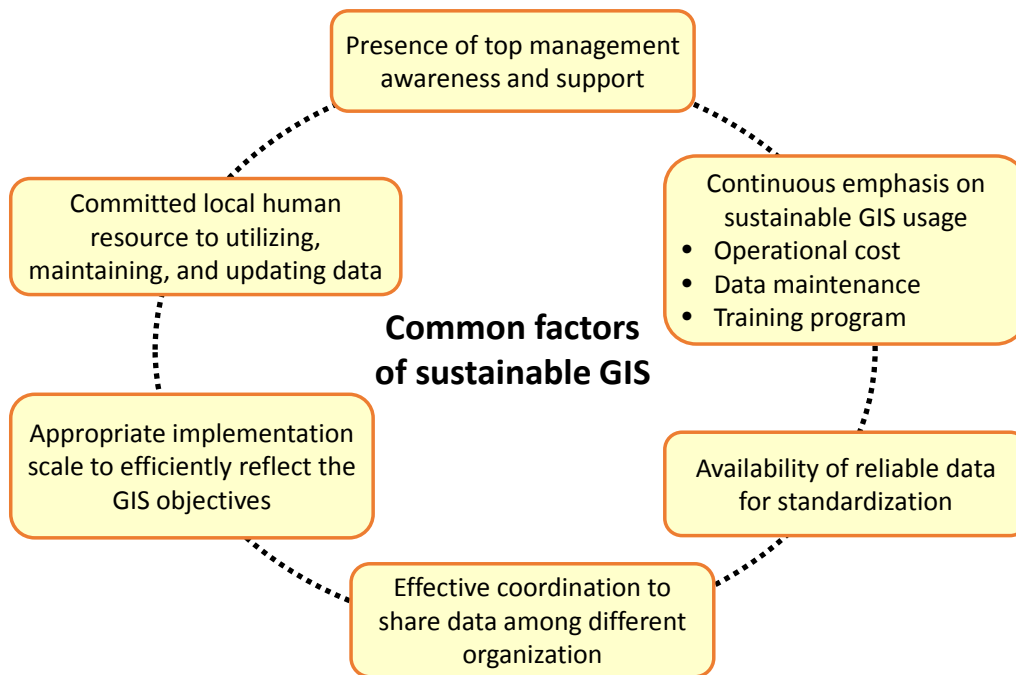 Presence of top management
awareness and support
Continuous emphasis on
sustainable GIS usage
• Operational cost
• Data maintenance
• Training program
Availability of reliable data
for standardization
Effective coordination to
share data among different
organization
Appropriate implementation
scale to efficiently reflect the
GIS objectives
Committed local human
resource to utilizing,
maintaining, and updating data
Common factors
of sustainable GIS